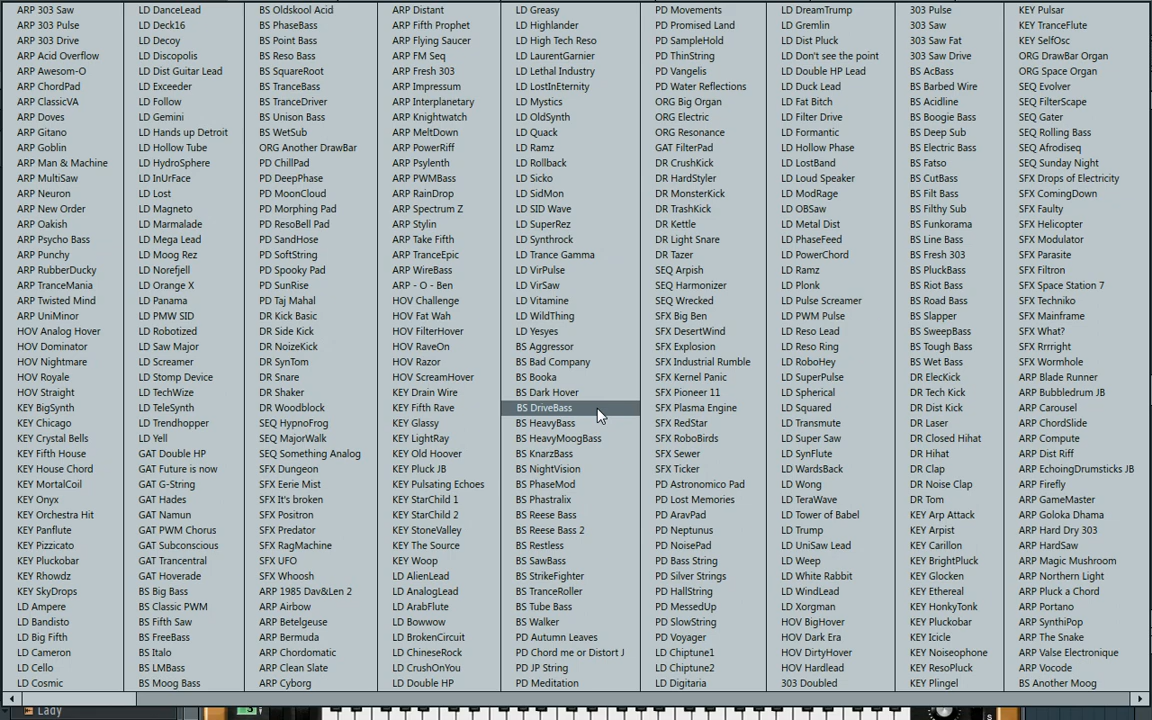 ARP 303 Saw
ARP 303 Pulse
ARP 303 Drive
ARP Acid Overflow
ARP Awesom-O
ARP ChordPad
ARP ClassicVA
ARP Doves
ARP Gitano
ARP Goblin
ARP Man & Machine
ARP MultiSaw
ARP Neuron
ARP New Order
ARP Oakish
ARP Psycho Bass
ARP Punchy
ARP RubberDucky
ARP TranceMania
ARP Twisted Mind
ARP UniMinor
HOV Analog Hover
HOV Dominator
HOV Nightmare
HOV Royale
HOV Straight
KEY BigSynth
KEY Chicago
KEY Crystal Bells
KEY Fifth House
KEY House Chord
KEY MortalCoil
KEY Onyx
KEY Orchestra Hit
KEY Panflute
KEY Pizzicato
KEY Pluckobar
KEY Rhowdz
KEY SkyDrops
LD Ampere
LD Bandisto
LD Big Fifth
LD Cameron
LD Cello
LD Cosmic
LD DanceLead
LD Deck16
LD Decoy
LD Discopolis
LD Dist Guitar Lead
LD Exceeder
LD Follow
LD Gemini
LD Hands up Detroit
LD Hollow Tube
LD HydroSphere
LD InUrFace
LD Lost
LD Magneto
LD Marmalade
LD Mega Lead
LD Moog Rez
LD Norejfell
LD Orange X
LD Panama
LD PMW SID
LD Robotized
LD Saw Major
LD Screamer
LD Stomp Device
LD TechWize
LD TeleSynth
LD Trendhopper
LD Yell
GAT Double HP
GAT Future is now
GAT G-String
GAT Hades
GAT Namun
GAT PWM Chorus
GAT Subconscious
GAT Trancentral
GAT Hoverade
BS Big Bass
BS Classic PWM
BS Fifth Saw
BS FreeBass
BS Italo
BS LMBass
BS Moog Bass
BS Oldskool Acid
BS PhaseBass
BS Point Bass
BS Reso Bass
BS SquareRoot
BS TranceBass
BS TranceDriver
BS Unison Bass
BS WetSub
ORG Another DrawBar
PD ChillPad
PD DeepPhase
PD MoonCloud
PD Morphing Pad
PD ResoBell Pad
PD SandHose
PD SoftString
PD Spooky Pad
PD SunRise
PD Taj Mahal
DR Kick Basic
DR Side Kick
DR NoizeKick
DR SynTom
DR Snare
DR Shaker
DR Woodblock
SEQ HypnoFrog
SEQ MajorWalk
SEQ Something Analog
SFX Dungeon
SFX Eerie Mist
SFX It's broken
SFX Positron
SFX Predator
SFX RagMachine
SFX UFO
SFX Whoosh
ARP 1985 Dav&Len 2
ARP Airbow
ARP Betelgeuse
ARP Bermuda
ARP Chordomatic
ARP Clean Slate
ARP Cyborg
ARP Distant
ARP Fifth Prophet
ARP Flying Saucer
ARP FM Seq
ARP Fresh 303
ARP Impressum
ARP Interplanetary
ARP Knightwatch
ARP MeltDown
ARP PowerRiff
ARP Psylenth
ARP PWMBass
ARP RainDrop
ARP Spectrum Z
ARP Stylin
ARP Take Fifth
ARP TranceEpic
ARP WireBass
ARP - O - Ben
HOV Challenge
HOV Fat Wah
HOV FilterHover
HOV RaveOn
HOV Razor
HOV ScreamHover
KEY Drain Wire
KEY Fifth Rave
KEY Glassy
KEY LightRay
KEY Old Hoover
KEY Pluck JB
KEY Pulsating Echoes
KEY StarChild 1
KEY StarChild 2
KEY StoneValley
KEY The Source
KEY Woop
LD AlienLead
LD AnalogLead
LD ArabFlute
LD Bowwow
LD BrokenCircuit
LD ChineseRock
LD CrushOnYou
LD Double HP
LD Greasy
LD Highlander
LD High Tech Reso
LD LaurentGarnier
LD Lethal Industry
LD LostInEternity
LD Mystics
LD OldSynth
LD Quack
LD Ramz
LD Rollback
LD Sicko
LD SidMon
LD SID Wave
LD SuperRez
LD Synthrock
LD Trance Gamma
LD VirPulse
LD VirSaw
LD Vitamine
LD WildThing
LD Yesyes
BS Aggressor
BS Bad Company
BS Booka
BS Dark Hover
BS DriveBass
BS HeavyBass
BS HeavyMoogBass
BS KnarzBass
BS NightVision
BS PhaseMod
BS Phastralix
BS Reese Bass
BS Reese Bass 2
BS Restless
BS SawBass
BS StrikeFighter
BS TranceRoller
BS Tube Bass
BS Walker
PD Autumn Leaves
PD Chord me or Distort J
PD JP String
PD Meditation
PD Movements
PD Promised Land
PD SampleHold
PD ThinString
PD Vangelis
PD Water Reflections
ORG Big Organ
ORG Electric
ORG Resonance
GAT FilterPad
DR CrushKick
DR HardStyler
DR MonsterKick
DR TrashKick
DR Kettle
DR Light Snare
DR Tazer
SEQ Arpish
SEQ Harmonizer
SEQ Wrecked
SFX Big Ben
SFX DesertWind
SFX Explosion
SFX Industrial Rumble
SFX Kernel Panic
SFX Pioneer 11
SFX Plasma Engine
SFX RedStar
SFX RoboBirds
SFX Sewer
SFX Ticker
PD Astronomico Pad
PD Lost Memories
PD AravPad
PD Neptunus
PD NoisePad
PD Bass String
PD Silver Strings
PD HallString
PD MessedUp
PD SlowString
PD Voyager
LD Chiptune1
LD Chiptune2
LD Digitaria
LD DreamTrump
LD Gremlin
LD Dist Pluck
LD Don't see the point
LD Double HP Lead
LD Duck Lead
LD Fat Bitch
LD Filter Drive
LD Formantic
LD Hollow Phase
LD LostBand
LD Loud Speaker
LD ModRage
LD OBSaw
LD Metal Dist
LD PhaseFeed
LD PowerChord
LD Ramz
LD Plonk
LD Pulse Screamer
LD PWM Pulse
LD Reso Lead
LD Reso Ring
LD RoboHey
LD SuperPulse
LD Spherical
LD Squared
LD Transmute
LD Super Saw
LD SynFlute
LD WardsBack
LD Wong
LD TeraWave
LD Tower of Babel
LD Trump
LD UniSaw Lead
LD Weep
LD White Rabbit
LD WindLead
LD Xorgman
HOV BigHover
HOV Dark Era
HOV DirtyHover
HOV Hardlead
303 Doubled
303 Pulse
303 Saw
303 Saw Fat
303 Saw Drive
BS AcBass
BS Barbed Wire
BS Acidline
BS Boogie Bass
BS Deep Sub
BS Electric Bass
BS Fatso
BS CutBass
BS Filt Bass
BS Filthy Sub
BS Funkorama
BS Line Bass
BS Fresh 303
BS PluckBass
BS Riot Bass
BS Road Bass
BS Slapper
BS SweepBass
BS Tough Bass
BS Wet Bass
DR ElecKick
DR Tech Kick
DR Dist Kick
DR Laser
DR Closed Hihat
DR Hihat
DR Clap
DR Noise Clap
DR Tom
KEY Arp Attack
KEY Arpist
KEY Carillon
KEY BrightPluck
KEY Glocken
KEY Ethereal
KEY HonkyTonk
KEY Pluckobar
KEY Icicle
KEY Noisephone
KEY ResoPluck
KEY Plingel
KEY Pulsar
KEY TranceFlute
KEY SelfOsc
ORG DrawBar Organ
ORG Space Organ
SEQ Evolver
SEQ FilterScape
SEQ Gater
SEQ Rolling Bass
SEQ Afrodiseq
SEQ Sunday Night
SFX Drops of Electricity
SFX ComingDown
SFX Faulty
SFX Helicopter
SFX Modulator
SFX Parasite
SFX Filtron
SFX Space Station 7
SFX Techniko
SFX Mainframe
SFX What?
SFX Rrrright
SFX Wormhole
ARP Blade Runner
ARP Bubbledrum JB
ARP Carousel
ARP ChordSlide
ARP Compute
ARP Dist Riff
ARP EchoingDrumsticks JB
ARP Firefly
ARP GameMaster
ARP Goloka Dhama
ARP Hard Dry 303
ARP HardSaw
ARP Magic Mushroom
ARP Northern Light
ARP Pluck a Chord
ARP Portano
ARP SynthiPop
ARP The Snake
ARP Valse Electronique
ARP Vocode
BS Another Moog
Lady